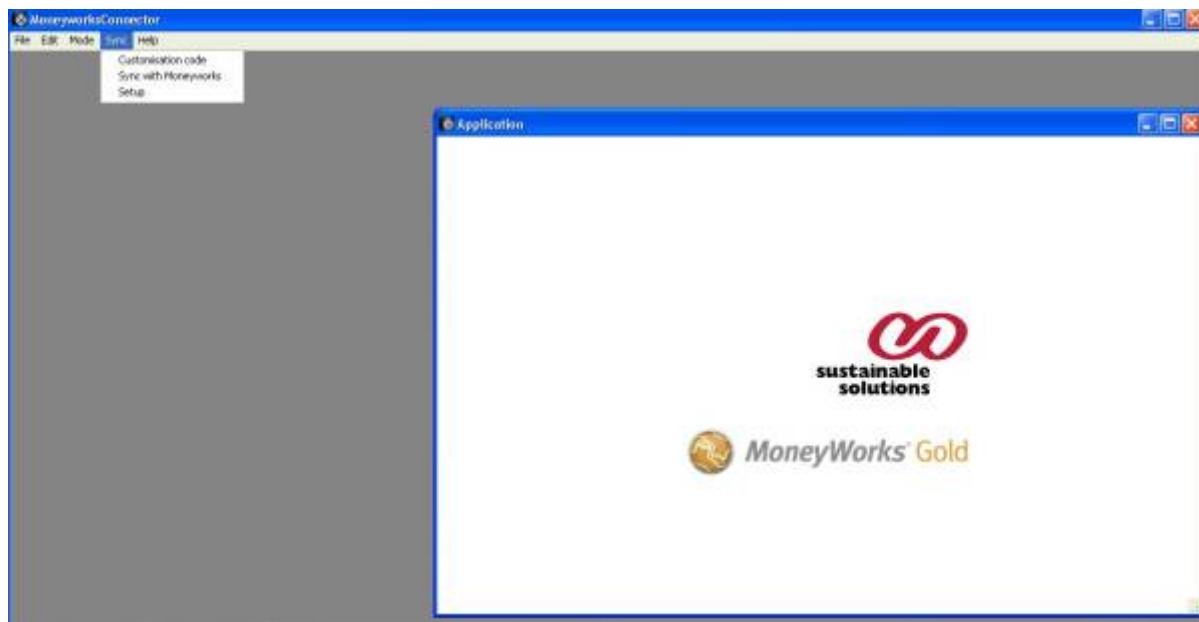 MoneyworksConnector
File Edit Mode Sync Help
Customisation code
Sync with Moneyworks
Setup
Application
sustainable
solutions
MoneyWorks® Gold